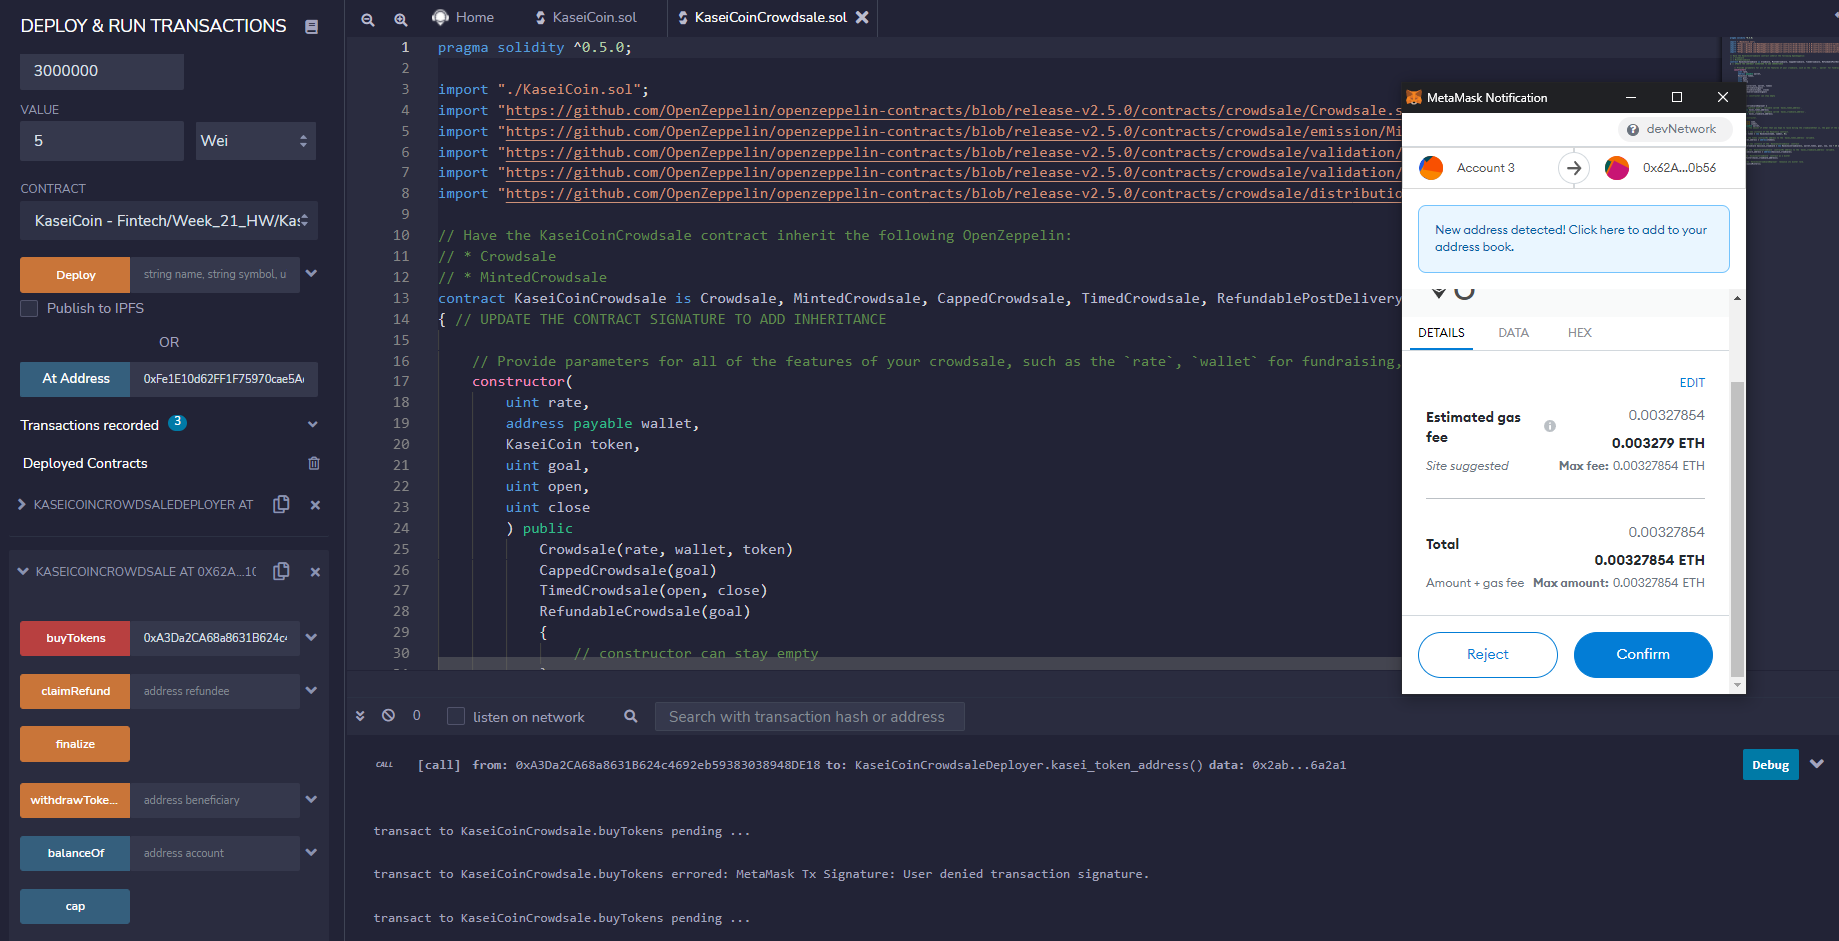 DEPLOY & RUN TRANSACTIONS
3000000
VALUE
5
Wei
CONTRACT
KaseiCoin - Fintech/Week_21_HW/Kas
Deploy
string name, string symbol, u
Publish to IPFS
OR
At Address
0xFe1E10d62FF1F75970cae5A
Transactions recorded 3
Deployed Contracts
KASEICOINCROWDSALEDEPLOYER AT
KASEICOINCROWDSALE AT 0X62A...10
buyTokens
0xA3Da2CA68a8631B624c4
claimRefund
address refundee
finalize
withdrawToke...
address beneficiary
balanceOf
address account
cap
Home
KaseiCoin.sol
KaseiCoinCrowdsale.sol
1 pragma solidity ^0.5.0;
2
3 import "./KaseiCoin.sol";
4 import "https://github.com/OpenZeppelin/openzeppelin-contracts/blob/release-v2.5.0/contracts/crowdsale/Crowdsale.s
5 import "https://github.com/OpenZeppelin/openzeppelin-contracts/blob/release-v2.5.0/contracts/crowdsale/emission/Mi
6 import "https://github.com/OpenZeppelin/openzeppelin-contracts/blob/release-v2.5.0/contracts/crowdsale/validation/
7 import "https://github.com/OpenZeppelin/openzeppelin-contracts/blob/release-v2.5.0/contracts/crowdsale/validation/
8 import "https://github.com/OpenZeppelin/openzeppelin-contracts/blob/release-v2.5.0/contracts/crowdsale/distributio
9
10 // Have the KaseiCoinCrowdsale contract inherit the following OpenZeppelin:
11 // * Crowdsale
12 // * MintedCrowdsale
13 contract KaseiCoinCrowdsale is Crowdsale, MintedCrowdsale, CappedCrowdsale, TimedCrowdsale, RefundablePostDelivery
14 { // UPDATE THE CONTRACT SIGNATURE TO ADD INHERITANCE
15
16 // Provide parameters for all of the features of your crowdsale, such as the `rate`, `wallet` for fundraising,
17 constructor(
18 uint rate,
19 address payable wallet,
20 KaseiCoin token,
21 uint goal,
22 uint open,
23 uint close
24 ) public
25 Crowdsale(rate, wallet, token)
26 CappedCrowdsale(goal)
27 TimedCrowdsale(open, close)
28 RefundableCrowdsale(goal)
29 {
30 // constructor can stay empty
MetaMask Notification
devNetwork
Account 3
0x62A...0b56
New address detected! Click here to add to your
address book.
DETAILS
DATA
HEX
EDIT
Estimated gas
fee
0.00327854
0.003279 ETH
Site suggested
Max fee: 0.00327854 ETH
0.00327854
Total
0.00327854 ETH
Amount + gas fee
Max amount: 0.00327854 ETH
Reject
Confirm
0
listen on network
Search with transaction hash or address
CALL
[call] from: 0xA3Da2CA68a8631B624c4692eb59383038948DE18 to: KaseiCoinCrowdsaleDeployer.kasei_token_address() data: 0x2ab...6a2a1
Debug
transact to KaseiCoinCrowdsale.buyTokens pending ...
transact to KaseiCoinCrowdsale.buyTokens errored: MetaMask Tx Signature: User denied transaction signature.
transact to KaseiCoinCrowdsale.buyTokens pending ...